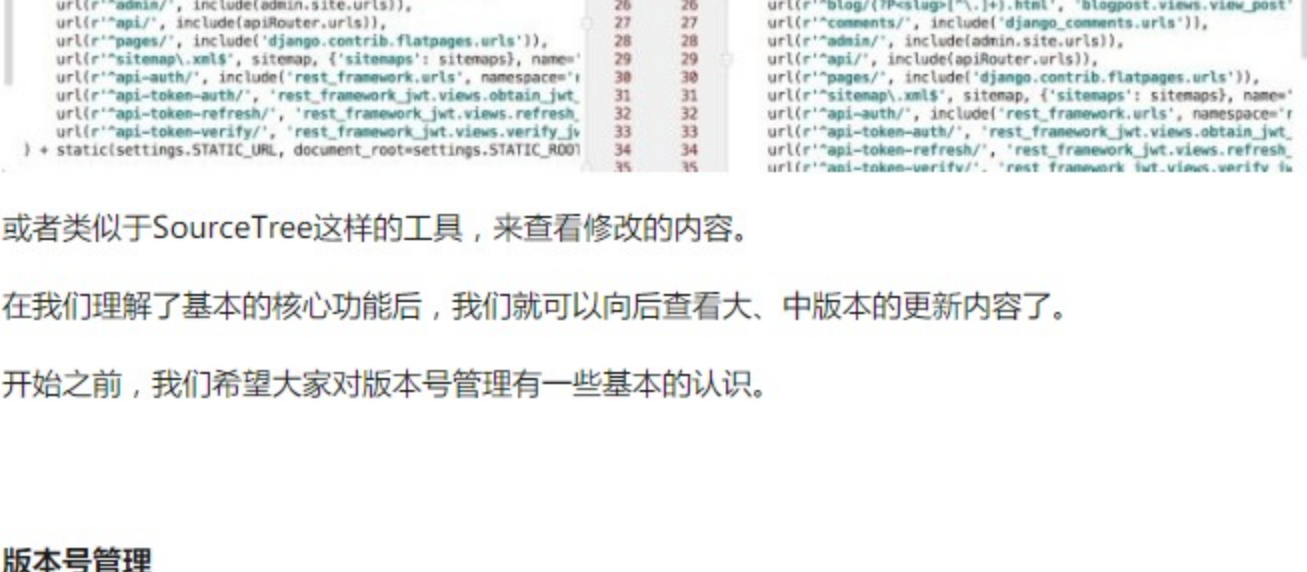 url(r'^admin/', include(admin.site.urls)),
url(r'^api/', include(apiRouter.urls)),
url(r'^pages/', include('django.contrib.flatpages.urls')),
url(r'^sitemap\.xml$', sitemap, {'sitemaps': sitemaps}, name='
url(r'^api-auth/', include('rest_framework.urls', namespace='r
url(r'^api-token-auth/', 'rest_framework_jwt.views.obtain_jwt_
url(r'^api-token-refresh/', 'rest_framework_jwt.views.refresh_
url(r'^api-token-verify/', 'rest_framework_jwt.views.verify_jw
) + static(settings.STATIC_URL, document_root=settings.STATIC_ROOT
26 26
27 27
28 28
29 29
30 30
31 31
32 32
33 33
34 34
35 35
url(r'^blog/(?P<slug>[^\.]+).html', 'blogpost.views.view_post'
url(r'^comments/', include('django_comments.urls')),
url(r'^admin/', include(admin.site.urls)),
url(r'^api/', include(apiRouter.urls)),
url(r'^pages/', include('django.contrib.flatpages.urls')),
url(r'^sitemap\.xml$', sitemap, {'sitemaps': sitemaps}, name='
url(r'^api-auth/', include('rest_framework.urls', namespace='r
url(r'^api-token-auth/', 'rest_framework_jwt.views.obtain_jwt_
url(r'^api-token-refresh/', 'rest_framework_jwt.views.refresh_
url(r'^api-token-verify/', 'rest_framework_jwt.views.verify_jw
或者类似于SourceTree这样的工具，来查看修改的内容。
在我们理解了基本的核心功能后，我们就可以向后查看大、中版本的更新内容了。
开始之前，我们希望大家对版本号管理有一些基本的认识。
版本号管理